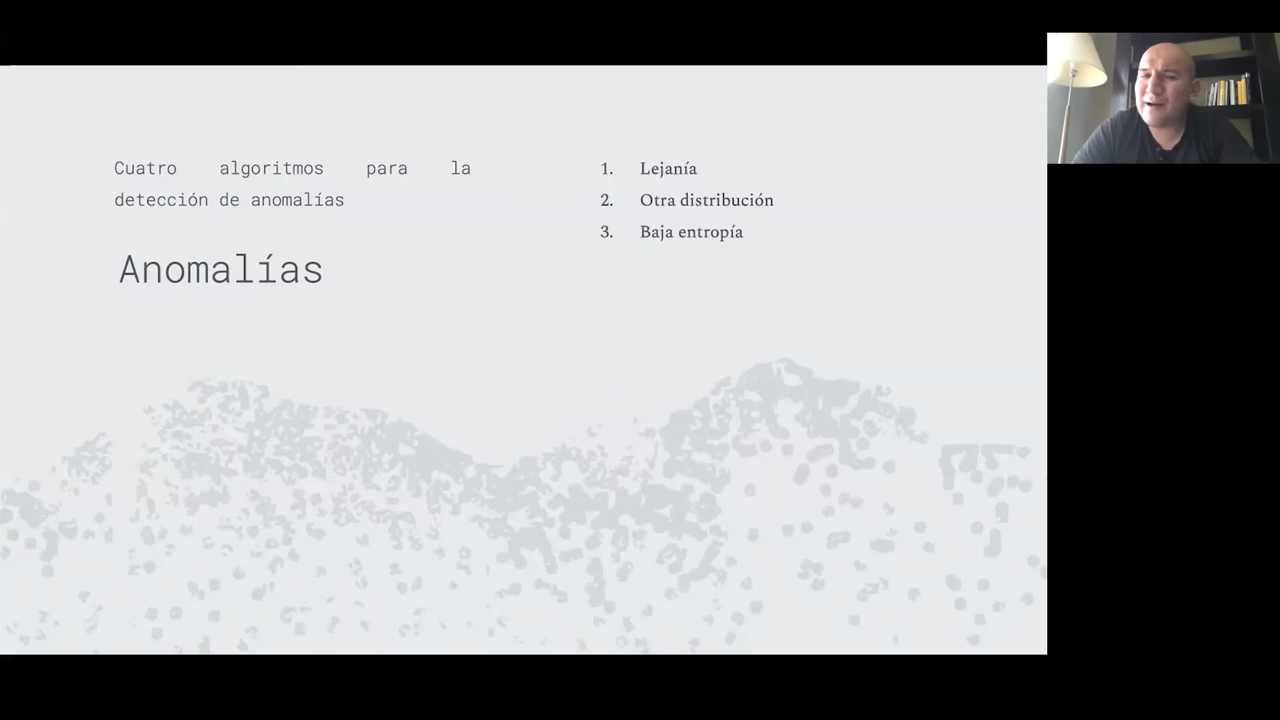 Cuatro algoritmos para la
detección de anomalías
Anomalías
1. Lejanía
2. Otra distribución
3. Baja entropía